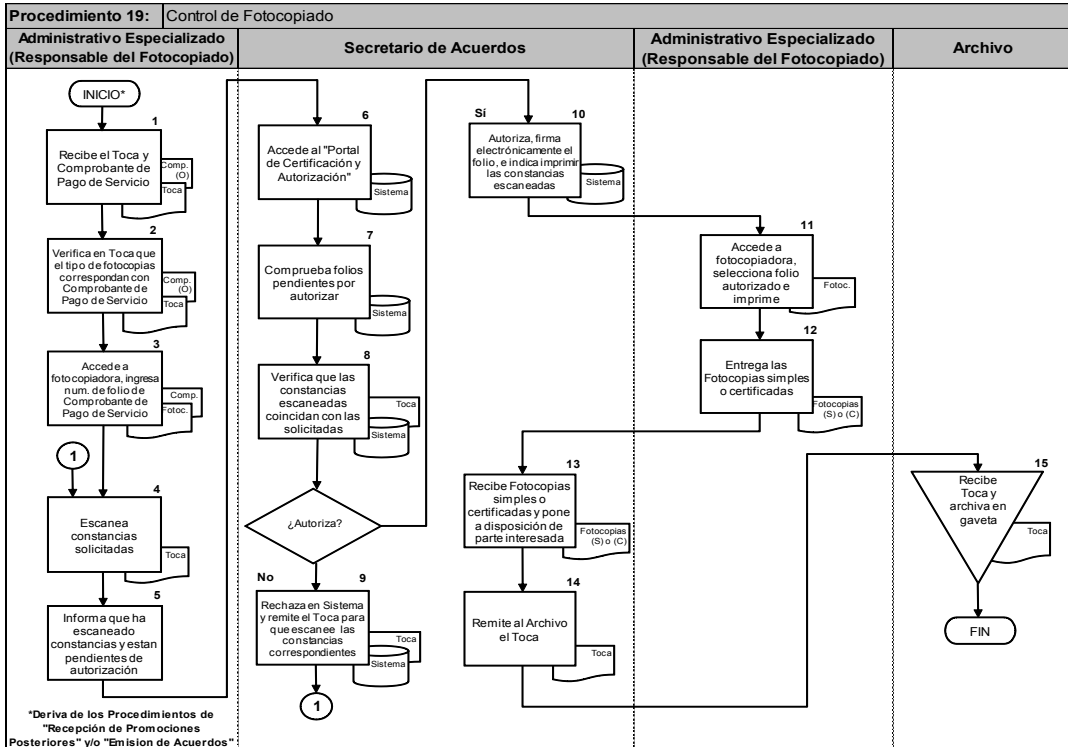 Procedimiento 19: Control de Fotocopiado
Administrativo Especializado
(Responsable del Fotocopiado)
Secretario de Acuerdos
Administrativo Especializado
(Responsable del Fotocopiado)
Archivo
INICIO*
1
Recibe el Toca y
Comprobante de
Pago de Servicio
Comp.
(O)
Toca
2
Verifica en Toca que
el tipo de fotocopias
correspondan con
Comprobante de
Pago de Servicio
Comp.
(O)
Toca
3
Accede a
fotocopiadora, ingresa
num. de folio de
Comprobante de
Pago de Servicio
Comp.
Fotoc.
1
4
Escanea
constancias
solicitadas
Toca
5
Informa que ha
escaneado
constancias y estan
pendientes de
autorización
*Deriva de los Procedimientos de
"Recepción de Promociones
Posteriores" y/o "Emision de Acuerdos"
6
Accede al "Portal
de Certificación y
Autorización"
Sistema
7
Comprueba folios
pendientes por
autorizar
Sistema
8
Verifica que las
constancias
escaneadas
coincidan con las
solicitadas
Toca
Sistema
¿Autoriza?
No
9
Rechaza en Sistema
y remite el Toca para
que escanee las
constancias
correspondientes
Toca
Sistema
1
Sí
10
Autoriza, firma
electrónicamente el
folio, e indica imprimir
las constancias
escaneadas
Sistema
11
Accede a
fotocopiadora,
selecciona folio
autorizado e
imprime
Fotoc.
12
Entrega las
Fotocopias simples
o certificadas
Fotocopias
(S) o (C)
13
Recibe Fotocopias
simples o
certificadas y pone
a disposición de
parte interesada
Fotocopias
(S) o (C)
14
Remite al Archivo
el Toca
Toca
15
Recibe
Toca y
archiva en
gaveta
Toca
FIN